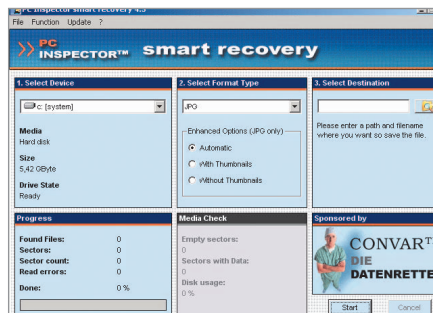 PC Inspector smart recovery 4.5
File Function Update ?
>> PC INSPECTOR™ smart recovery
1. Select Device
c: [system]
Media
Hard disk
Size
5,42 GByte
Drive State
Ready
2. Select Format Type
JPG
Enhanced Options (JPG only)
Automatic
With Thumbnails
Without Thumbnails
3. Select Destination
Please enter a path and filename
where you want so save the file.
Progress
Found Files: 0
Sectors: 0
Sector count: 0
Read errors: 0
Done: 0 %
Media Check
Empty sectors:
0
Sectors with Data:
0
Disk usage:
0 %
Sponsored by
CONVAR
DIE
DATENRETTE
Start Cancel